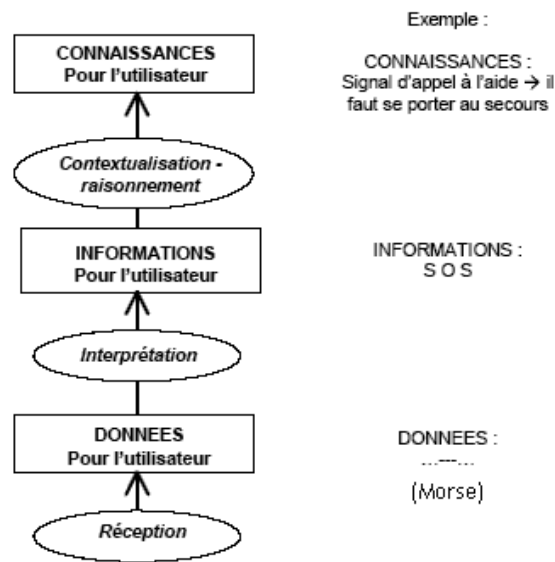 Exemple :
CONNAISSANCES
Pour l'utilisateur
CONNAISSANCES :
Signal d'appel à l'aide → il
faut se porter au secours
Contextualisation -
raisonnement
INFORMATIONS
Pour l'utilisateur
INFORMATIONS :
S O S
Interprétation
DONNEES
Pour l'utilisateur
DONNEES :
...---...
(Morse)
Réception